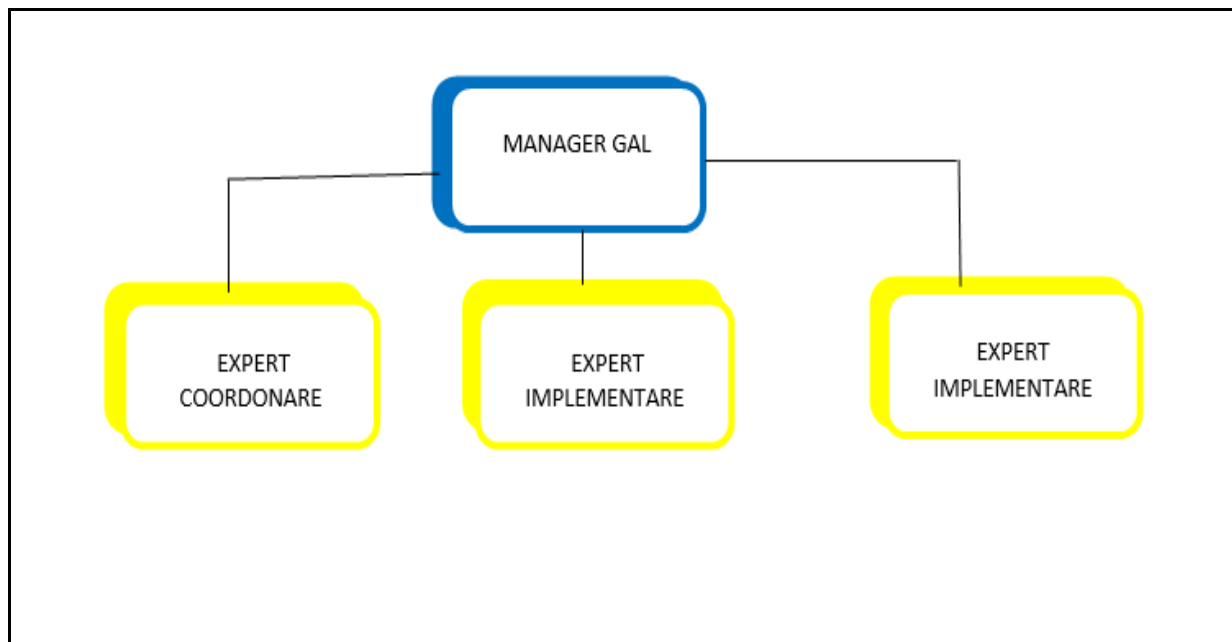 MANAGER GAL
EXPERT
COORDONARE
EXPERT
IMPLEMENTARE
EXPERT
IMPLEMENTARE